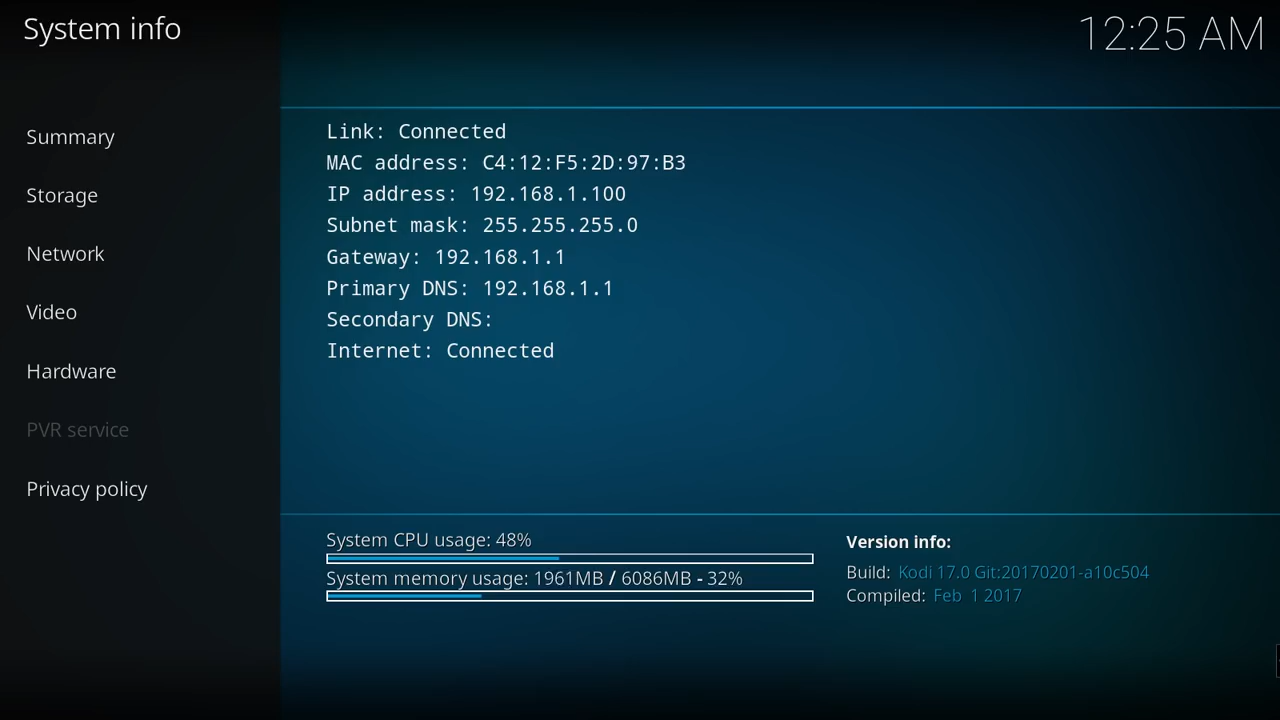 System info
12:25 AM
Summary
Storage
Network
Video
Hardware
PVR service
Privacy policy
Link: Connected
MAC address: C4:12:F5:2D:97:B3
IP address: 192.168.1.100
Subnet mask: 255.255.255.0
Gateway: 192.168.1.1
Primary DNS: 192.168.1.1
Secondary DNS:
Internet: Connected
System CPU usage: 48%
System memory usage: 1961MB / 6086MB - 32%
Version info:
Build: Kodi 17.0 Git:20170201-a10c504
Compiled: Feb 1 2017